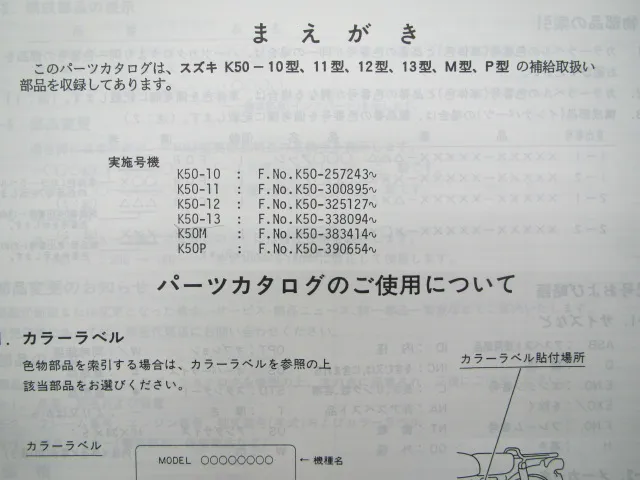 まえがき
このパーツカタログは、スズキ K50－10型、11型、12型、13型、M型、P型 の補給取扱い
部品を収録してあります。
実施号機
K50-10 : F.No.K50-257243～
K50-11 : F.No.K50-300895～
K50-12 : F.No.K50-325127～
K50-13 : F.No.K50-338094～
K50M : F.No.K50-383414～
K50P : F.No.K50-390654～
パーツカタログのご使用について
1. カラーラベル
色物部品を索引する場合は、カラーラベルを参照の上
該当部品をお選びください。
カラーラベル貼付場所
カラーラベル
MODEL ○○○○○○○○ ←機種名